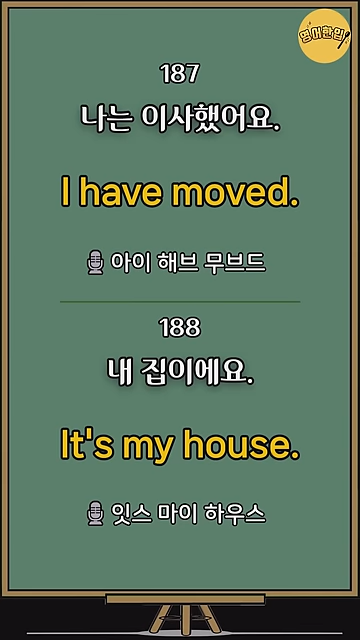 영어한입
187
나는 이사했어요.
I have moved.
아이 해브 무브드
188
내 집이에요.
It's my house.
잇스 마이 하우스